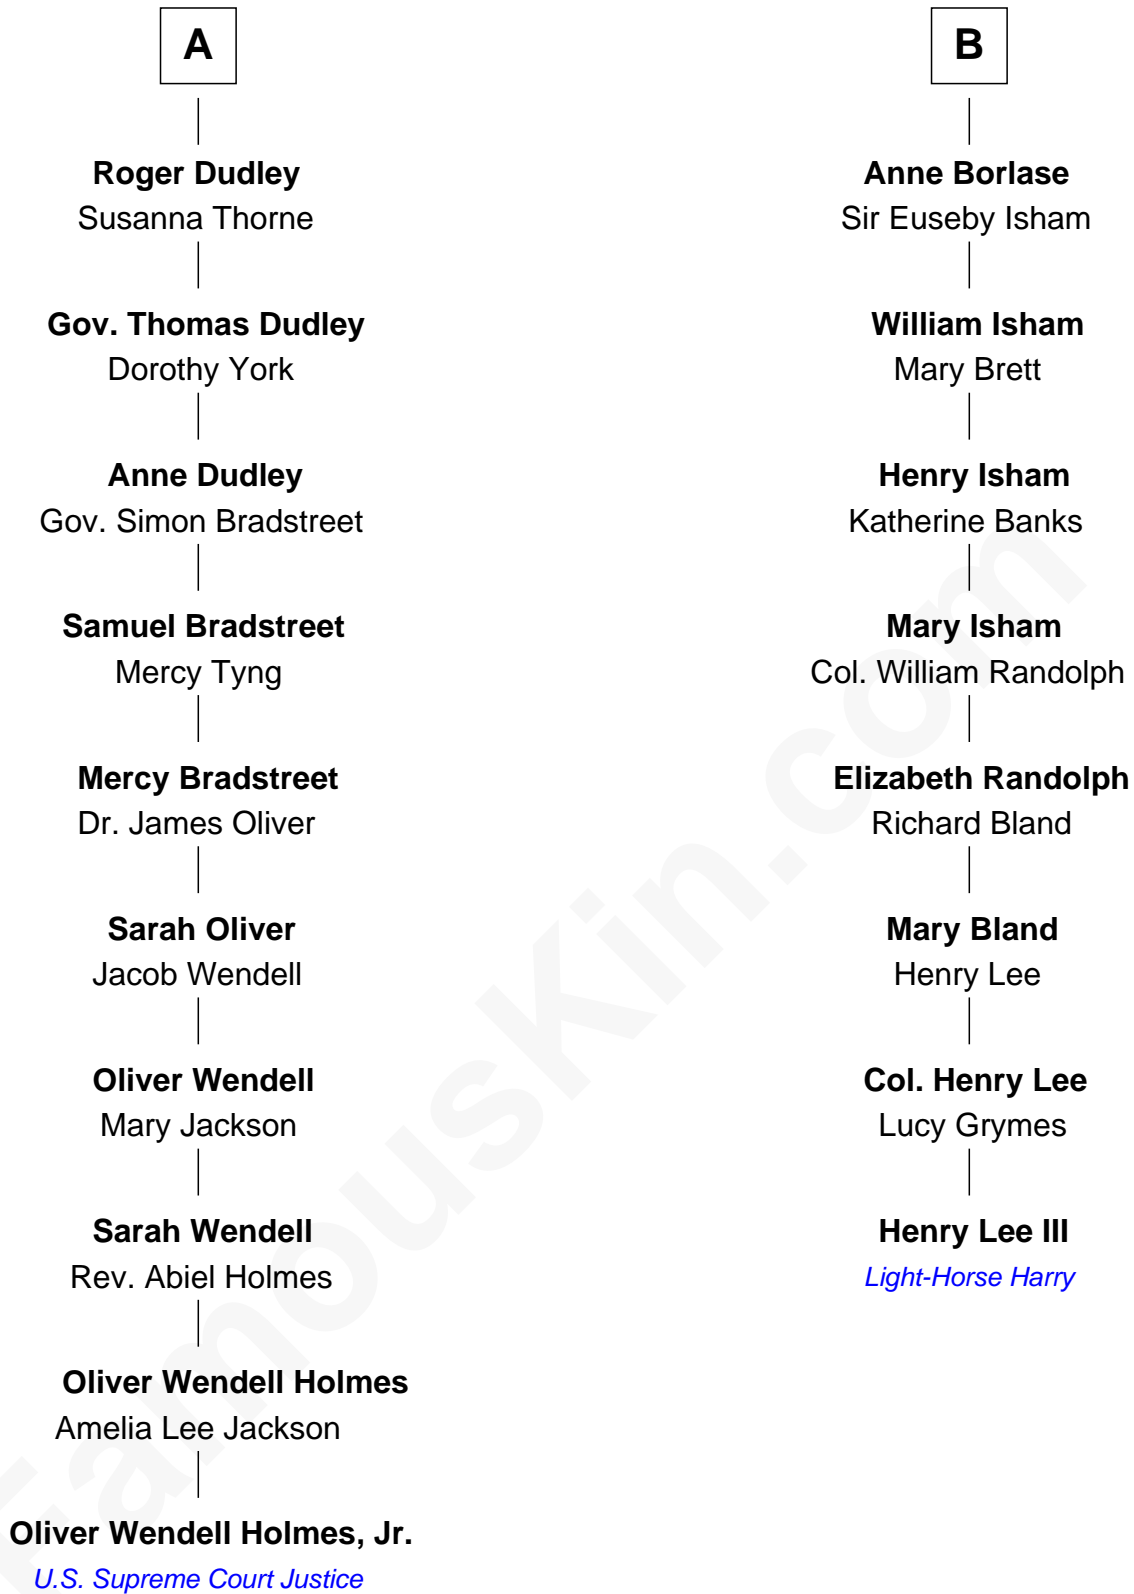 A
Roger Dudley
Susanna Thorne
Gov. Thomas Dudley
Dorothy York
Anne Dudley
Gov. Simon Bradstreet
Samuel Bradstreet
Mercy Tyng
Mercy Bradstreet
Dr. James Oliver
Sarah Oliver
Jacob Wendell
Oliver Wendell
Mary Jackson
Sarah Wendell
Rev. Abiel Holmes
Oliver Wendell Holmes
Amelia Lee Jackson
Oliver Wendell Holmes, Jr.
U.S. Supreme Court Justice
B
Anne Borlase
Sir Euseby Isham
William Isham
Mary Brett
Henry Isham
Katherine Banks
Mary Isham
Col. William Randolph
Elizabeth Randolph
Richard Bland
Mary Bland
Henry Lee
Col. Henry Lee
Lucy Grymes
Henry Lee III
Light-Horse Harry
FamousKin.com